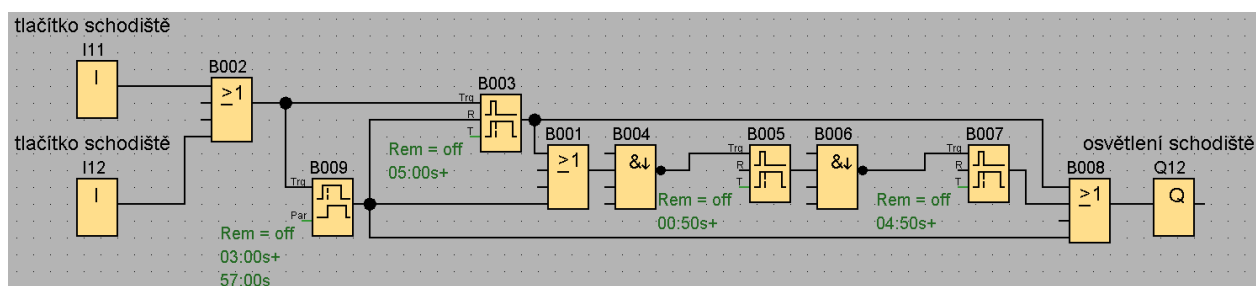 tlačítko schodiště
I11
I
B002
>1
tlačítko schodiště
I12
I
Trg
Par
B009
Rem = off
03:00s+
57:00s
B003
Trg
R
T
Rem = off
05:00s+
B001
>1
B004
&↓
B005
Trg
R
T
Rem = off
00:50s+
B006
&↓
B007
Trg
R
T
Rem = off
04:50s+
B008
>1
osvětlení schodiště
Q12
Q